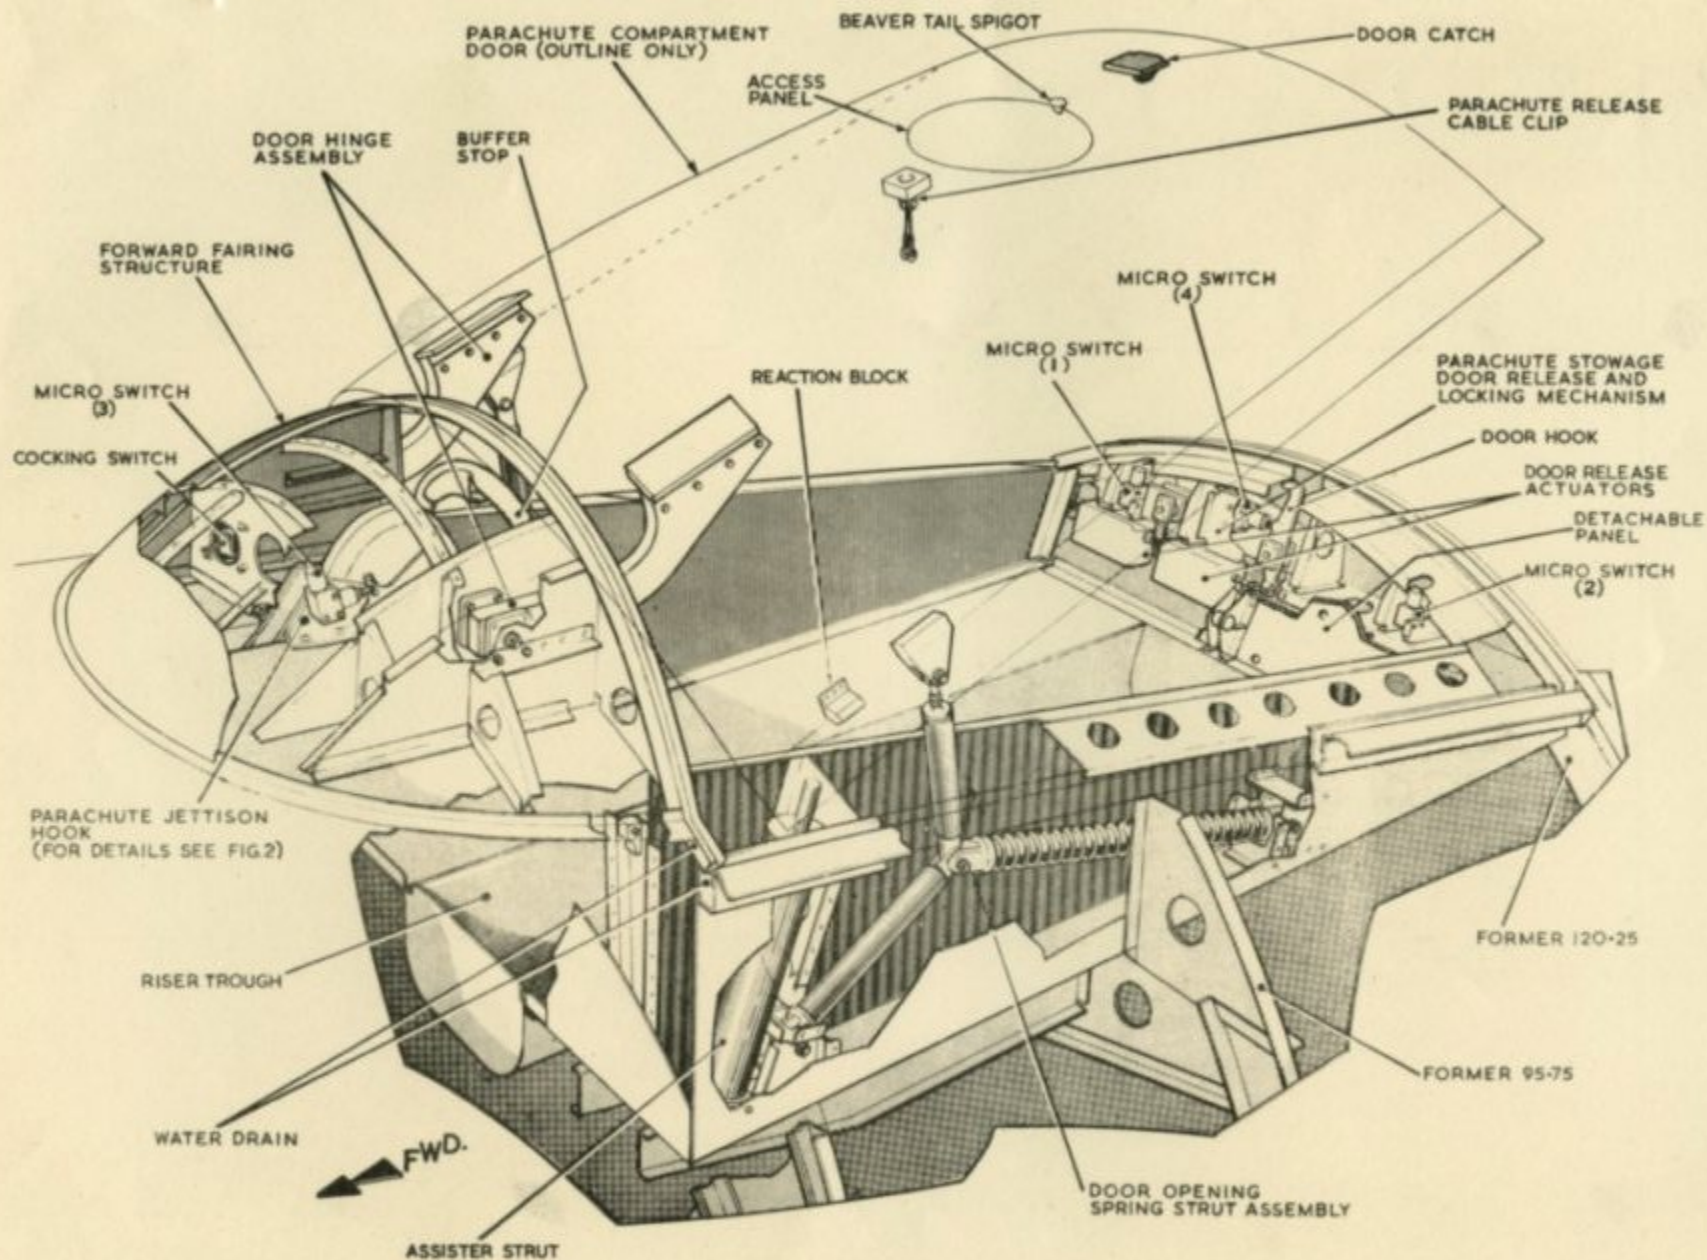 BEAVER TAIL SPIGOT
PARACHUTE COMPARTMENT
DOOR (OUTLINE ONLY)
DOOR CATCH
ACCESS
PANEL
PARACHUTE RELEASE
CABLE CLIP
DOOR HINGE
ASSEMBLY
BUFFER
STOP
FORWARD FAIRING
STRUCTURE
MICRO SWITCH
(4)
MICRO SWITCH
(1)
PARACHUTE STOWAGE
DOOR RELEASE AND
LOCKING MECHANISM
REACTION BLOCK
MICRO SWITCH
(3)
COCKING SWITCH
DOOR HOOK
DOOR RELEASE
ACTUATORS
DETACHABLE
PANEL
MICRO SWITCH
(2)
PARACHUTE JETTISON
HOOK
(FOR DETAILS SEE FIG.2)
RISER TROUGH
FORMER 120·25
FORMER 95·75
WATER DRAIN
FWD.
DOOR OPENING
SPRING STRUT ASSEMBLY
ASSISTER STRUT